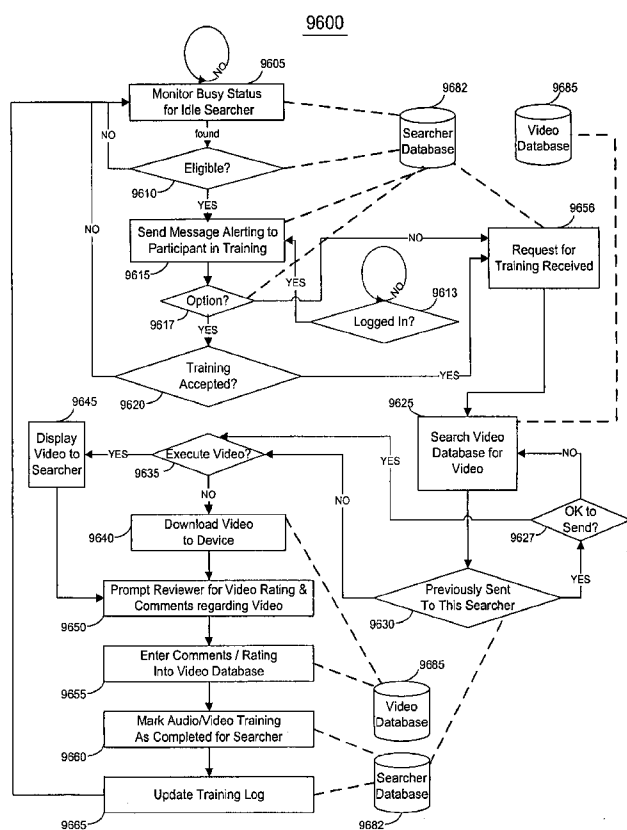 9600
NO
9605
Monitor Busy Status
for Idle Searcher
9682
Searcher
Database
9685
Video
Database
NO
found
Eligible?
9610
YES
Send Message Alerting to
Participant in Training
9615
NO
9656
Request for
Training Received
NO
Option?
9617
YES
YES
NO
9613
Logged In?
Training
Accepted?
9620
YES
9645
Display
Video to
Searcher
9625
Search Video
Database for
Video
YES
Execute Video?
9635
YES
NO
NO
NO
OK to
Send?
9627
Download Video
to Device
9640
YES
Previously Sent
To This Searcher
9630
Prompt Reviewer for Video Rating &
Comments regarding Video
9650
Enter Comments / Rating
Into Video Database
9655
9685
Video
Database
Mark Audio/Video Training
As Completed for Searcher
9660
Searcher
Database
9682
Update Training Log
9665